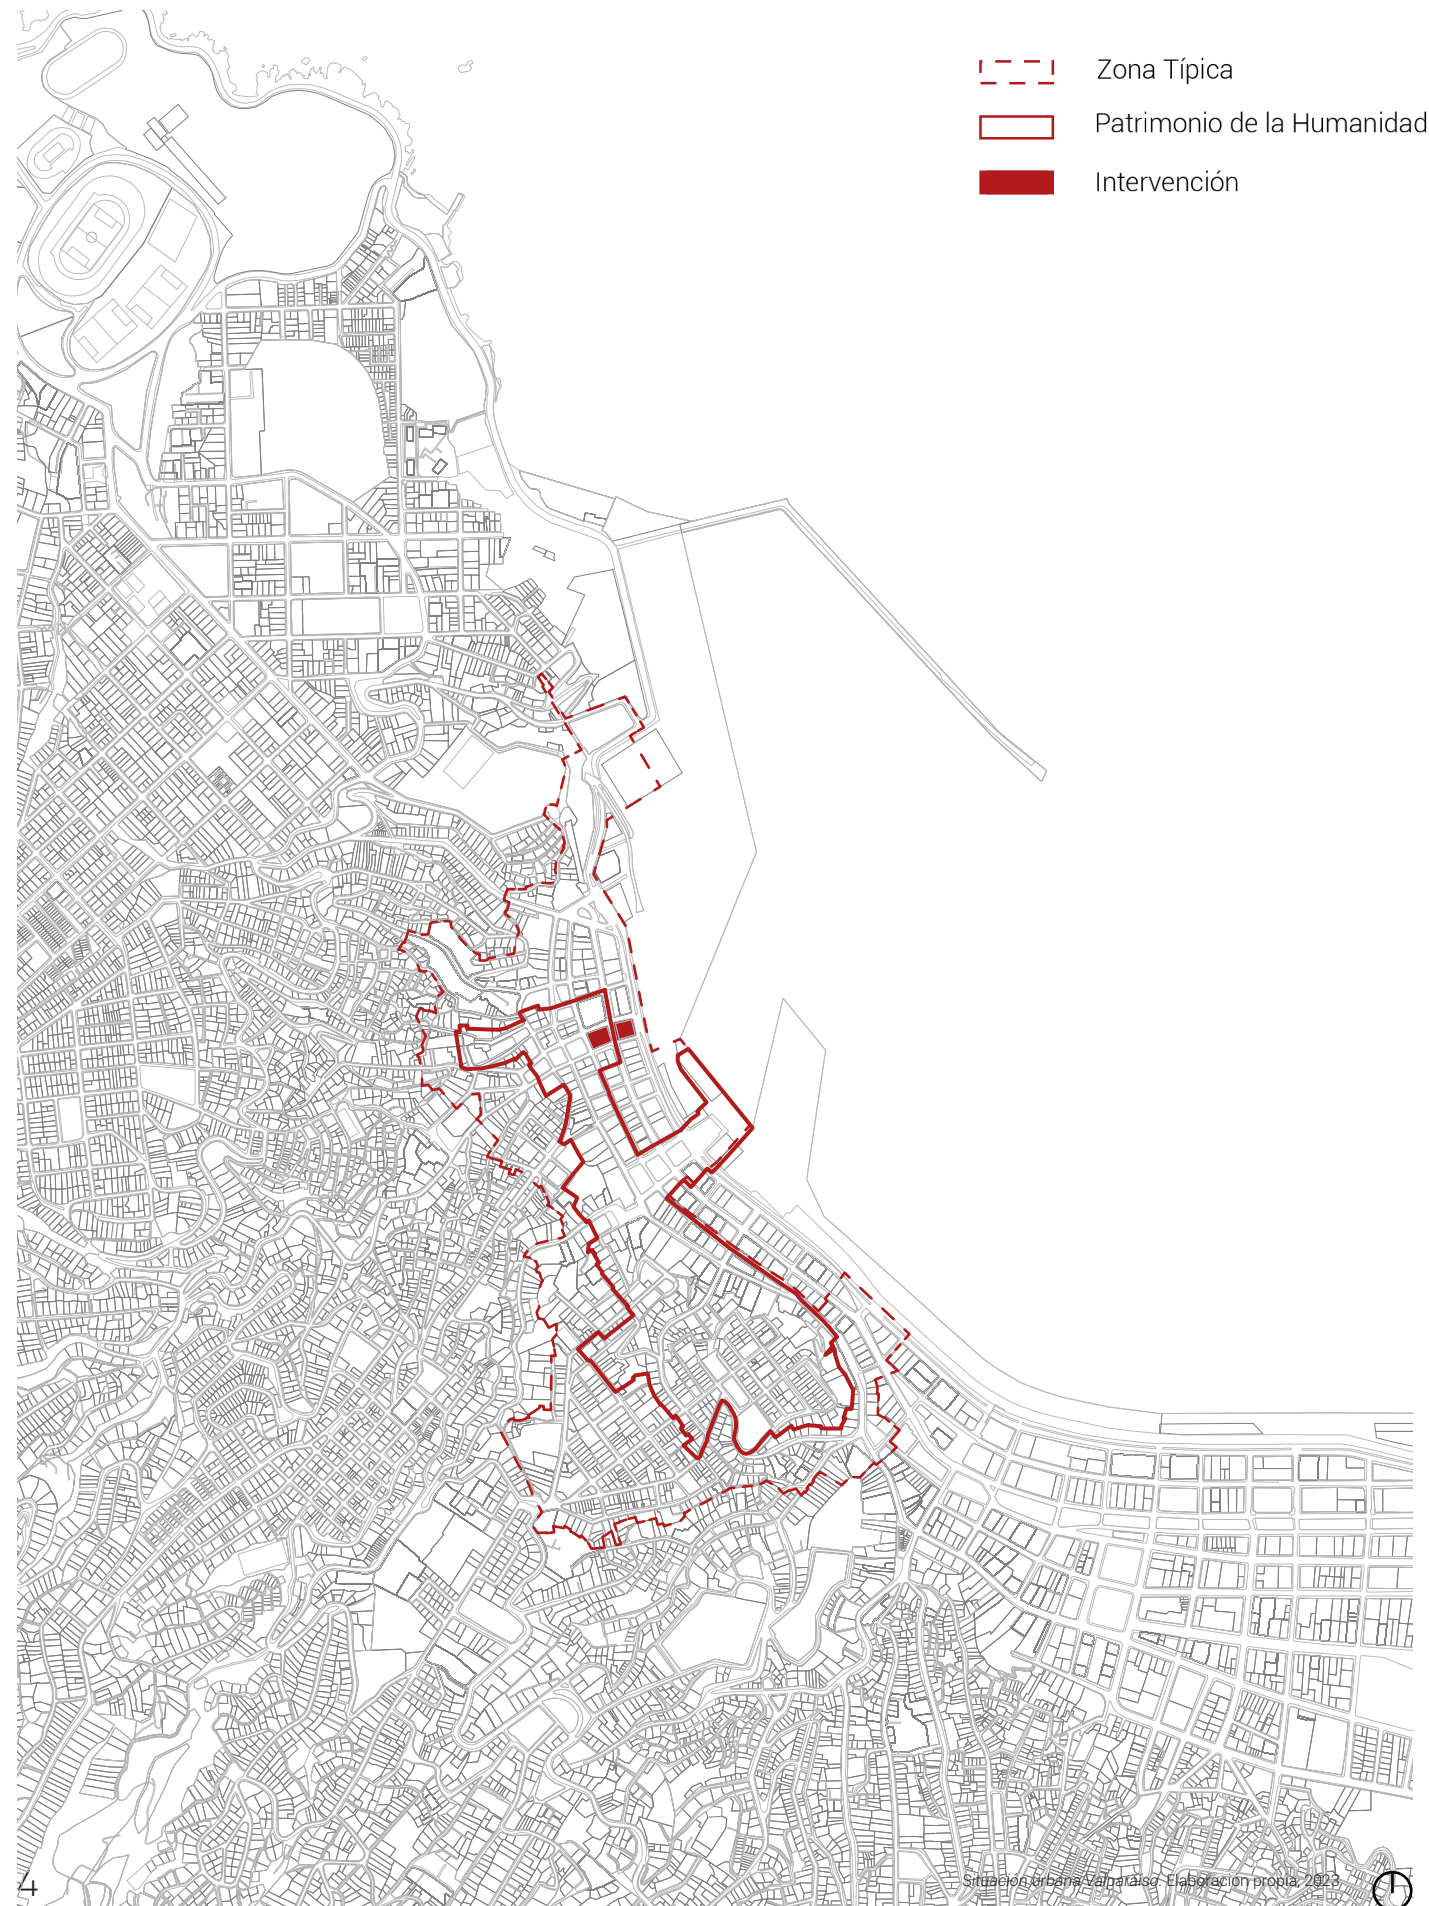 Zona Típica
Patrimonio de la Humanidad
Intervención
Situación urbana Valparaíso. Elaboración propia, 2023
4